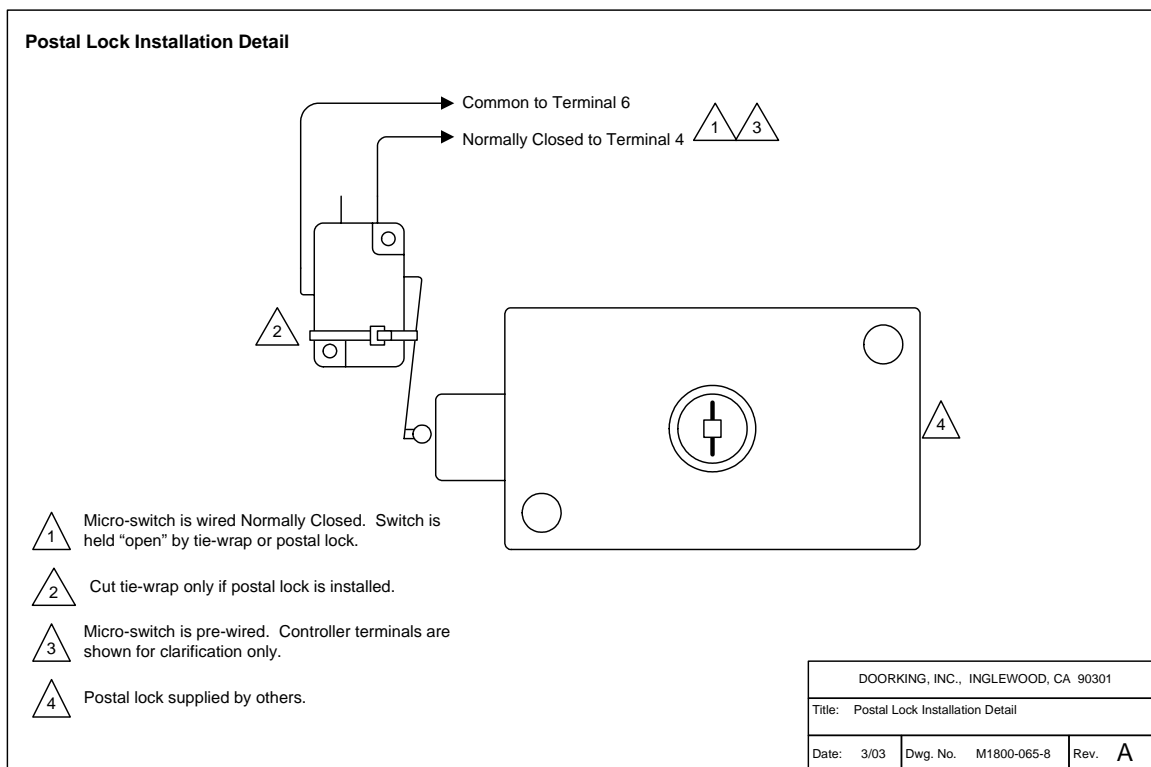 Postal Lock Installation Detail
Common to Terminal 6
Normally Closed to Terminal 4
1
3
2
4
1
Micro-switch is wired Normally Closed. Switch is
held “open” by tie-wrap or postal lock.
2
Cut tie-wrap only if postal lock is installed.
3
Micro-switch is pre-wired. Controller terminals are
shown for clarification only.
4
Postal lock supplied by others.
DOORKING, INC., INGLEWOOD, CA 90301
Title: Postal Lock Installation Detail
Date: 3/03 Dwg. No. M1800-065-8 Rev. A